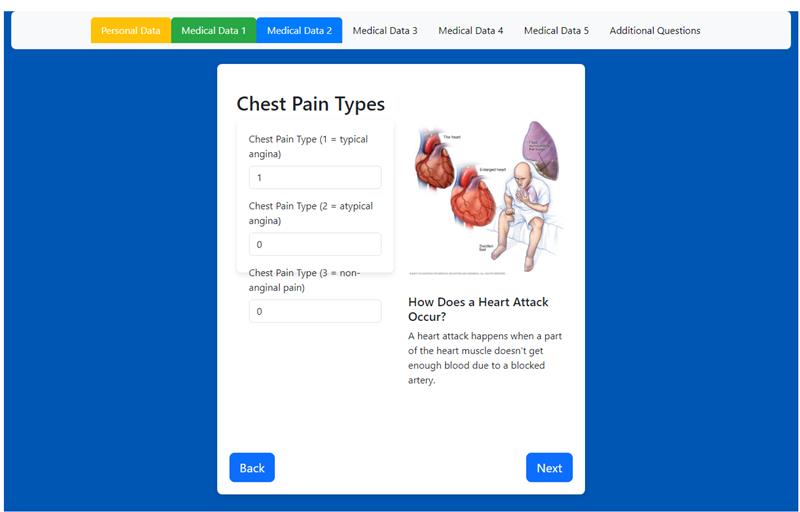 Personal Data
Medical Data 1
Medical Data 2
Medical Data 3
Medical Data 4
Medical Data 5
Additional Questions
Chest Pain Types
Chest Pain Type (1 = typical
angina)
1
Chest Pain Type (2 = atypical
angina)
0
Chest Pain Type (3 = non-
anginal pain)
0
The heart
Enlarged heart
Swollen
feet
How Does a Heart Attack
Occur?
A heart attack happens when a part
of the heart muscle doesn't get
enough blood due to a blocked
artery.
Back
Next